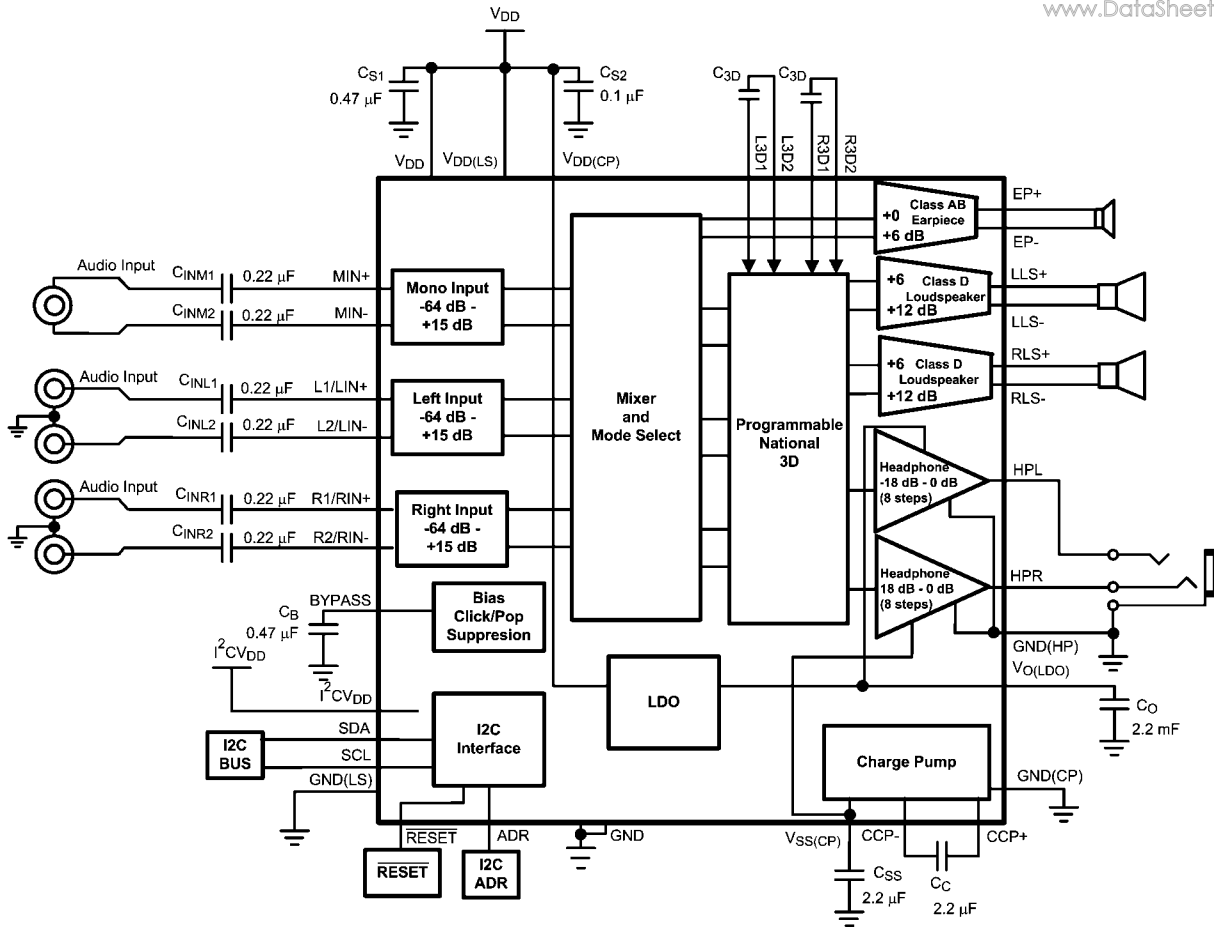 www.DataSheet
VDD
CS1
0.47 µF
CS2
0.1 µF
C3D
C3D
VDD
VDD(LS)
VDD(CP)
L3D1
L3D2
R3D1
R3D2
+0
Class AB
Earpiece
+6 dB
EP+
EP-
Audio Input
CINM1
0.22 µF
MIN+
CINM2
0.22 µF
MIN-
Mono Input
-64 dB -
+15 dB
+6
Class D
Loudspeaker
+12 dB
LLS+
LLS-
Audio Input
CINL1
0.22 µF
L1/LIN+
CINL2
0.22 µF
L2/LIN-
Left Input
-64 dB -
+15 dB
Mixer
and
Mode Select
Programmable
National
3D
+6
Class D
Loudspeaker
+12 dB
RLS+
RLS-
Audio Input
CINR1
0.22 µF
R1/RIN+
CINR2
0.22 µF
R2/RIN-
Right Input
-64 dB -
+15 dB
Headphone
-18 dB - 0 dB
(8 steps)
HPL
Headphone
18 dB - 0 dB
(8 steps)
HPR
CB
0.47 µF
BYPASS
Bias
Click/Pop
Suppresion
GND(HP)
VO(LDO)
I2CVDD
I2CVDD
LDO
CO
2.2 mF
I2C
BUS
SDA
SCL
I2C
Interface
GND(LS)
Charge Pump
GND(CP)
RESET
ADR
GND
VSS(CP)
CCP-
CCP+
RESET
I2C
ADR
CSS
2.2 µF
CC
2.2 µF